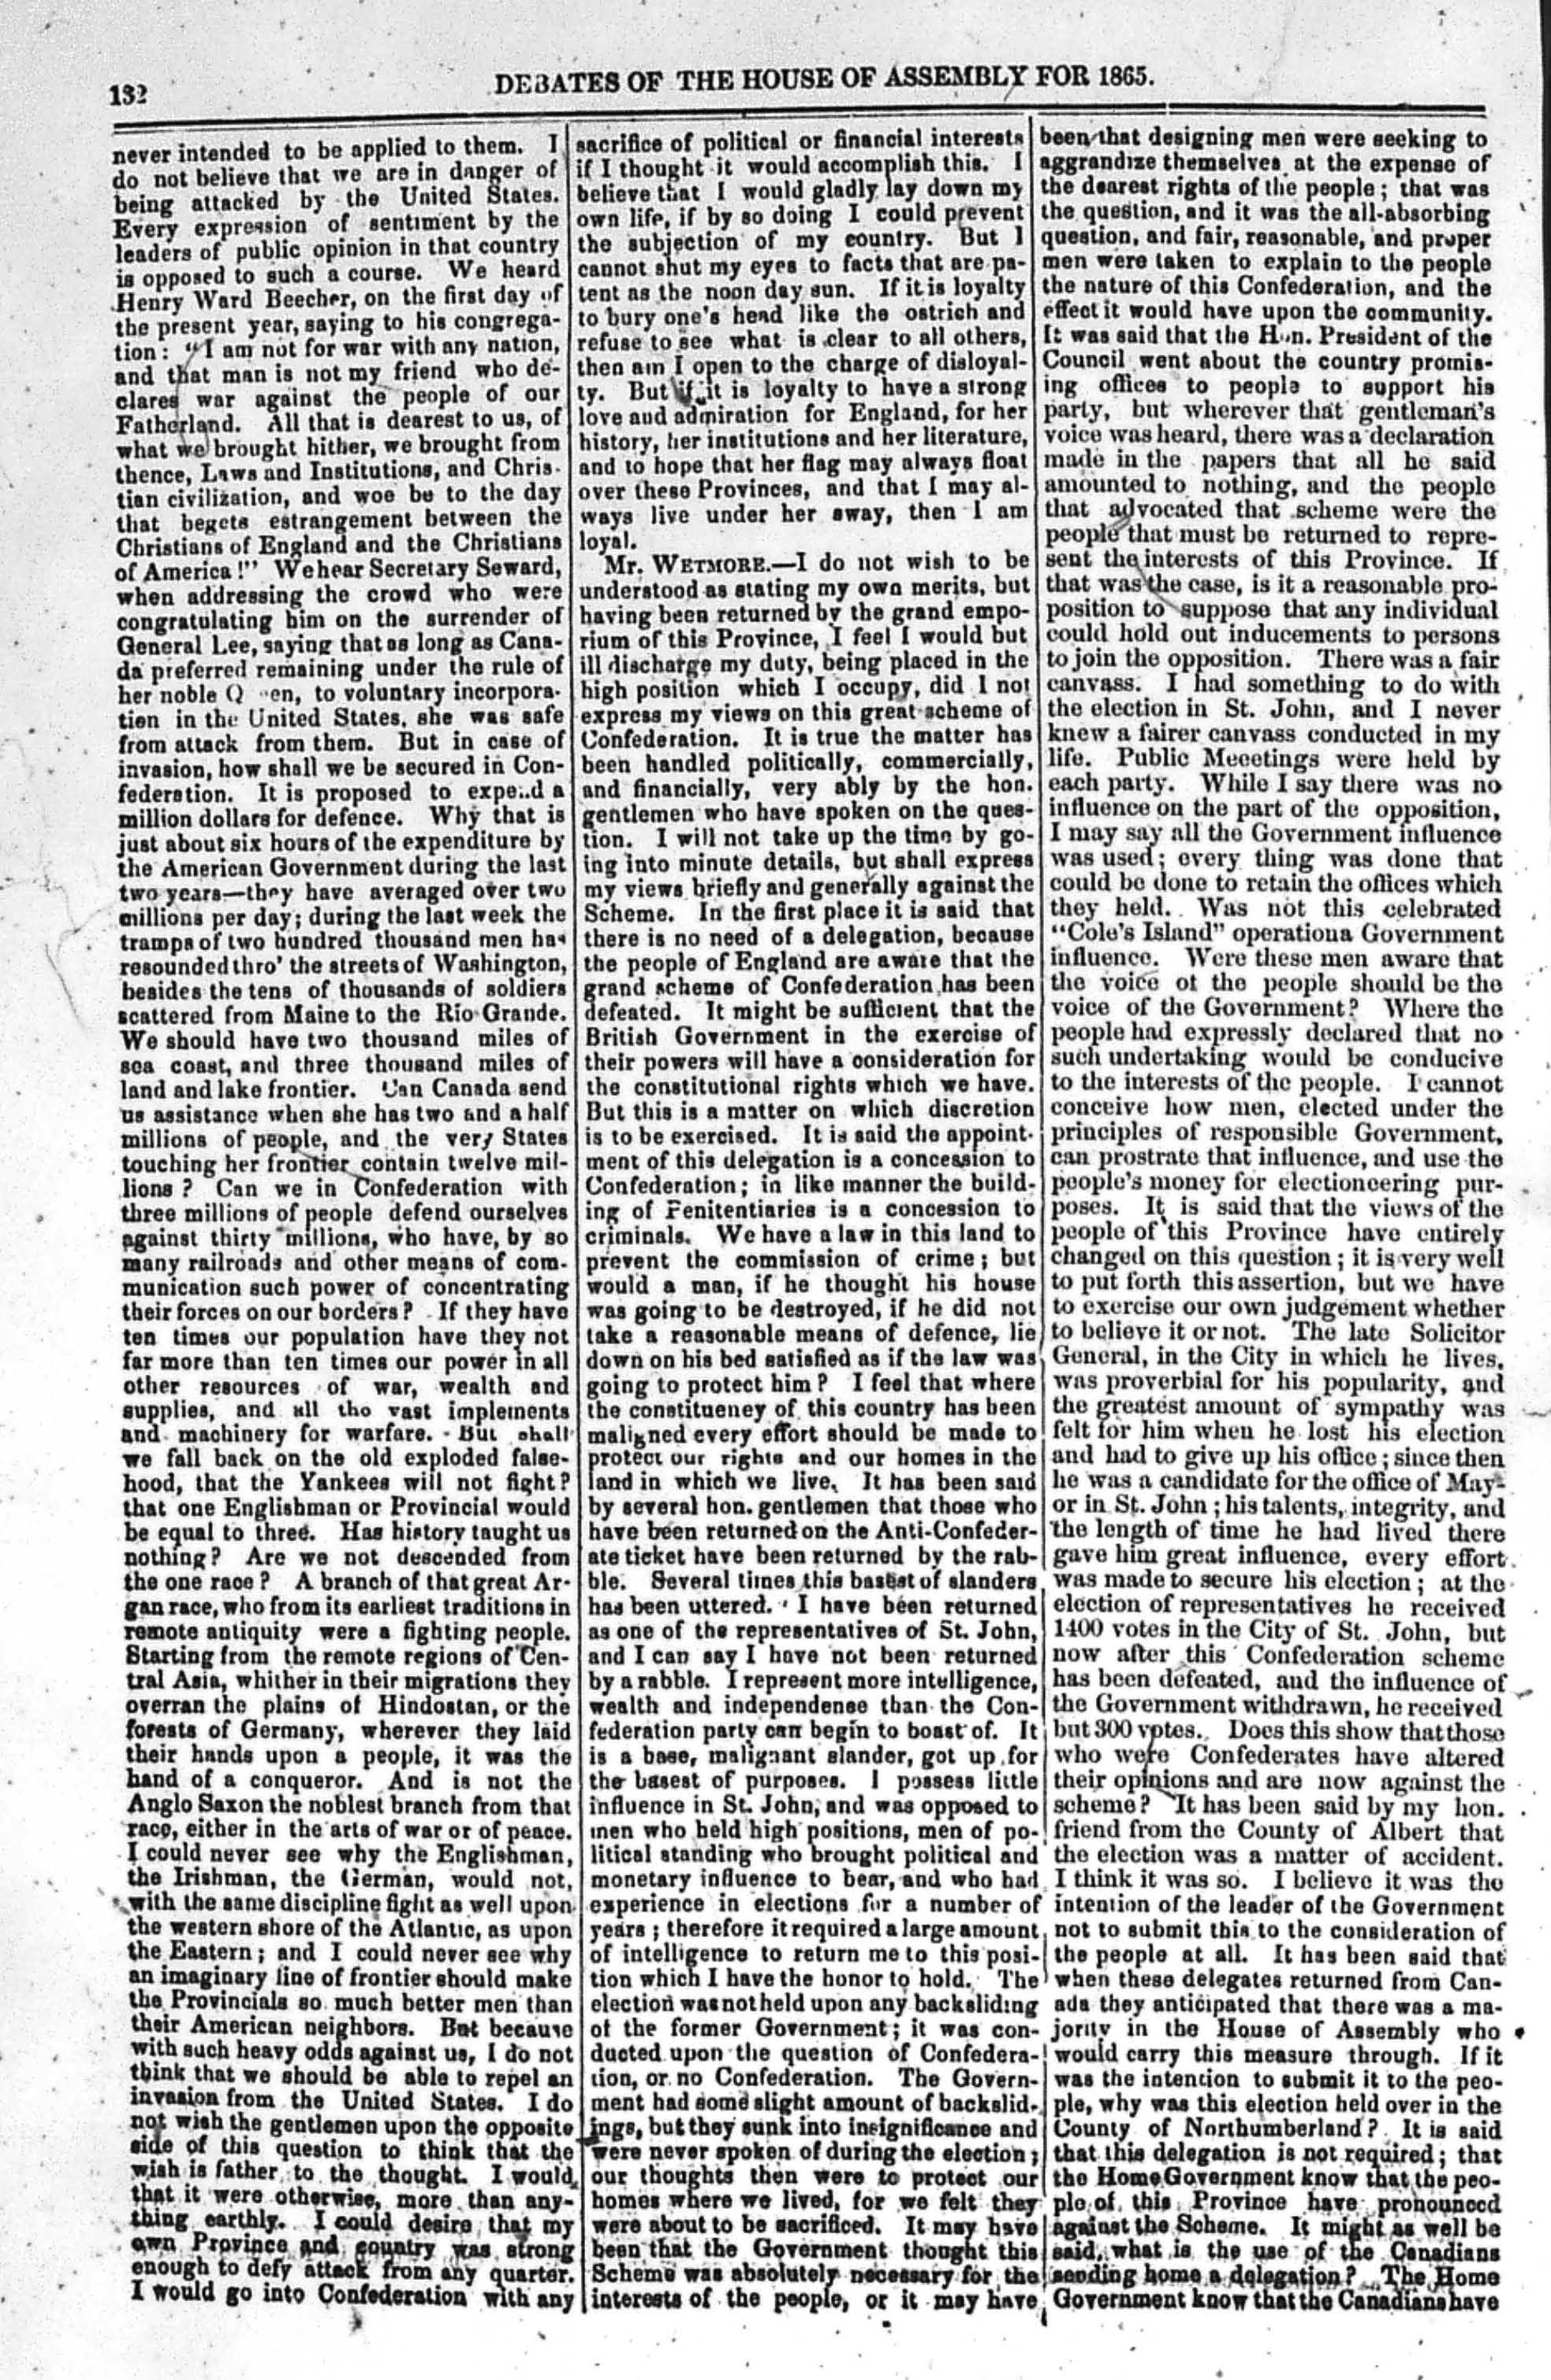 132
DEBATES OF THE HOUSE OF ASSEMBLY FOR 1865.
never intended to be applied to them. I
do not believe that we are in danger of
being attacked by the United States.
Every expression of sentiment by the
leaders of public opinion in that country
is opposed to such a course. We heard
Henry Ward Beecher, on the first day of
the present year, saying to his congrega-
tion: "I am not for war with any nation,
and that man is not my friend who de-
clares war against the people of our
Fatherland. All that is dearest to us, of
what we brought hither, we brought from
thence, Laws and Institutions, and Chris-
tian civilization, and woe be to the day
that begets estrangement between the
Christians of England and the Christians
of America!" We hear Secretary Seward,
when addressing the crowd who were
congratulating him on the surrender of
General Lee, saying that as long as Cana-
da preferred remaining under the rule of
her noble Q en, to voluntary incorpora-
tion in the United States, she was safe
from attack from them. But in case of
invasion, how shall we be secured in Con-
federation. It is proposed to expend a
million dollars for defence. Why that is
just about six hours of the expenditure by
the American Government during the last
two years—they have averaged over two
millions per day; during the last week the
tramps of two hundred thousand men has
resounded thro' the streets of Washington,
besides the tens of thousands of soldiers
scattered from Maine to the Rio Grande.
We should have two thousand miles of
sea coast, and three thousand miles of
land and lake frontier. Can Canada send
us assistance when she has two and a half
millions of people, and the very States
touching her frontier contain twelve mil-
lions? Can we in Confederation with
three millions of people defend ourselves
against thirty millions, who have, by so
many railroads and other means of com-
munication such power of concentrating
their forces on our borders? If they have
ten times our population have they not
far more than ten times our power in all
other resources of war, wealth and
supplies, and all the vast implements
and machinery for warfare. But shall
we fall back on the old exploded false-
hood, that the Yankees will not fight?
that one Englishman or Provincial would
be equal to three. Has history taught us
nothing? Are we not descended from
the one race? A branch of that great Ar-
gan race, who from its earliest traditions in
remote antiquity were a fighting people.
Starting from the remote regions of Cen-
tral Asia, whither in their migrations they
overran the plains of Hindostan, or the
forests of Germany, wherever they laid
their hands upon a people, it was the
hand of a conqueror. And is not the
Anglo Saxon the noblest branch from that
race, either in the arts of war or of peace.
I could never see why the Englishman,
the Irishman, the German, would not,
with the same discipline fight as well upon
the western shore of the Atlantic, as upon
the Eastern; and I could never see why
an imaginary line of frontier should make
the Provincials so much better men than
their American neighbors. But because
with such heavy odds against us, I do not
think that we should be able to repel an
invasion from the United States. I do
not wish the gentlemen upon the opposite
side of this question to think that the
wish is father to the thought. I would
that it were otherwise, more than any-
thing earthly. I could desire that my
own Province and country was strong
enough to defy attack from any quarter.
I would go into Confederation with any
sacrifice of political or financial interests
if I thought it would accomplish this. I
believe that I would gladly lay down my
own life, if by so doing I could prevent
the subjection of my country. But I
cannot shut my eyes to facts that are pa-
tent as the noon day sun. If it is loyalty
to bury one's head like the ostrich and
refuse to see what is clear to all others,
then am I open to the charge of disloyal-
ty. But if it is loyalty to have a strong
love and admiration for England, for her
history, her institutions and her literature,
and to hope that her flag may always float
over these Provinces, and that I may al-
ways live under her sway, then I am
loyal.
Mr. WETMORE.—I do not wish to be
understood as stating my own merits, but
having been returned by the grand empo-
rium of this Province, I feel I would but
ill discharge my duty, being placed in the
high position which I occupy, did I not
express my views on this great scheme of
Confederation. It is true the matter has
been handled politically, commercially,
and financially, very ably by the hon.
gentlemen who have spoken on the ques-
tion. I will not take up the time by go-
ing into minute details, but shall express
my views briefly and generally against the
Scheme. In the first place it is said that
there is no need of a delegation, because
the people of England are aware that the
grand scheme of Confederation has been
defeated. It might be sufficient that the
British Government in the exercise of
their powers will have a consideration for
the constitutional rights which we have.
But this is a matter on which discretion
is to be exercised. It is said the appoint-
ment of this delegation is a concession to
Confederation; in like manner the build-
ing of Penitentiaries is a concession to
criminals. We have a law in this land to
prevent the commission of crime; but
would a man, if he thought his house
was going to be destroyed, if he did not
take a reasonable means of defence, lie
down on his bed satisfied as if the law was
going to protect him? I feel that where
the constitueney of this country has been
maligned every effort should be made to
protect our rights and our homes in the
land in which we live. It has been said
by several hon. gentlemen that those who
have been returned on the Anti-Confeder-
ate ticket have been returned by the rab-
ble. Several times this basest of slanders
has been uttered. I have been returned
as one of the representatives of St. John,
and I can say I have not been returned
by a rabble. I represent more intelligence,
wealth and independense than the Con-
federation party can begin to boast of. It
is a base, malignant slander, got up for
the basest of purposes. I possess little
influence in St. John, and was opposed to
men who held high positions, men of po-
litical standing who brought political and
monetary influence to bear, and who had
experience in elections for a number of
years; therefore it required a large amount
of intelligence to return me to this posi-
tion which I have the honor to hold. The
election was not held upon any backsliding
of the former Government; it was con-
ducted upon the question of Confedera-
tion, or no Confederation. The Govern-
ment had some slight amount of backslid-
ings, but they sunk into insignificance and
were never spoken of during the election;
our thoughts then were to protect our
homes where we lived, for we felt they
were about to be sacrificed. It may have
been that the Government thought this
Scheme was absolutely necessary for the
interests of the people, or it may have
been that designing men were seeking to
aggrandize themselves at the expense of
the dearest rights of the people; that was
the question, and it was the all-absorbing
question, and fair, reasonable, and proper
men were taken to explain to the people
the nature of this Confederation, and the
effect it would have upon the community.
It was said that the Hon. President of the
Council went about the country promis-
ing offices to people to support his
party, but wherever that gentleman's
voice was heard, there was a declaration
made in the papers that all he said
amounted to nothing, and the people
that advocated that scheme were the
people that must be returned to repre-
sent the interests of this Province. If
that was the case, is it a reasonable pro-
position to suppose that any individual
could hold out inducements to persons
to join the opposition. There was a fair
canvass. I had something to do with
the election in St. John, and I never
knew a fairer canvass conducted in my
life. Public Meeetings were held by
each party. While I say there was no
influence on the part of the opposition,
I may say all the Government influence
was used; every thing was done that
could be done to retain the offices which
they held. Was not this celebrated
"Cole's Island" operationa Government
influence. Were these men aware that
the voice of the people should be the
voice of the Government? Where the
people had expressly declared that no
such undertaking would be conducive
to the interests of the people. I cannot
conceive how men, elected under the
principles of responsible Government,
can prostrate that influence, and use the
people's money for electioneering pur-
poses. It is said that the views of the
people of this Province have entirely
changed on this question; it is very well
to put forth this assertion, but we have
to exercise our own judgement whether
to believe it or not. The late Solicitor
General, in the City in which he lives,
was proverbial for his popularity, and
the greatest amount of sympathy was
felt for him when he lost his election
and had to give up his office; since then
he was a candidate for the office of May-
or in St. John; his talents, integrity, and
the length of time he had lived there
gave him great influence, every effort
was made to secure his election; at the
election of representatives he received
1400 votes in the City of St. John, but
now after this Confederation scheme
has been defeated, and the influence of
the Government withdrawn, he received
but 300 votes. Does this show that those
who were Confederates have altered
their opinions and are now against the
scheme? It has been said by my hon.
friend from the County of Albert that
the election was a matter of accident.
I think it was so. I believe it was the
intention of the leader of the Government
not to submit this to the consideration of
the people at all. It has been said that
when these delegates returned from Can-
ada they anticipated that there was a ma-
jority in the House of Assembly who
would carry this measure through. If it
was the intention to submit it to the peo-
ple, why was this election held over in the
County of Northumberland? It is said
that this delegation is not required; that
the Home Government know that the peo-
ple of this Province have pronounced
against the Scheme. It might as well be
said, what is the use of the Canadians
sending home a delegation? The Home
Government know that the Canadians have